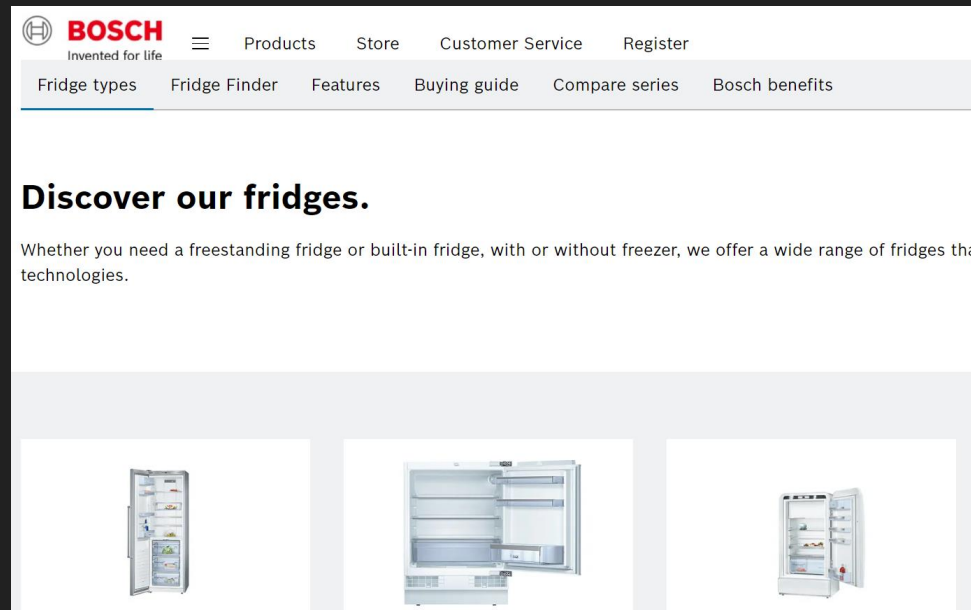 BOSCH
Invented for life
Products Store Customer Service Register
Fridge types Fridge Finder Features Buying guide Compare series Bosch benefits
Discover our fridges.
Whether you need a freestanding fridge or built-in fridge, with or without freezer, we offer a wide range of fridges
technologies.